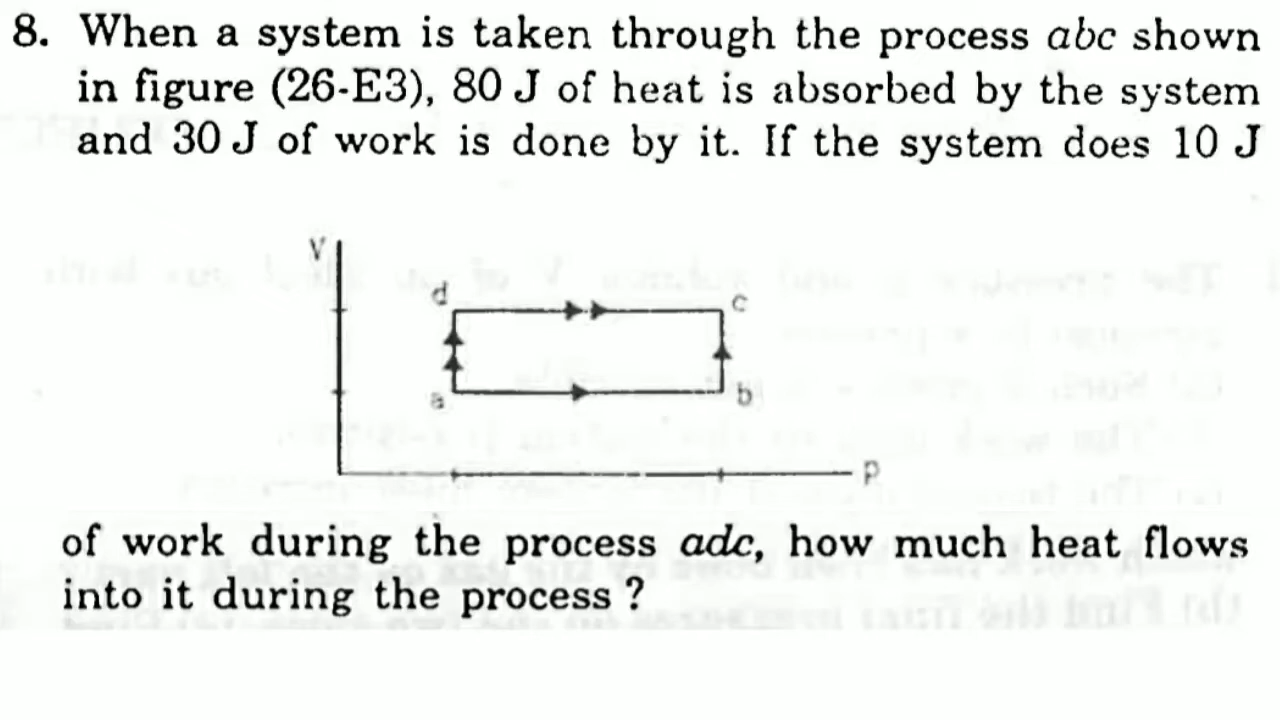 8. When a system is taken through the process abc shown
in figure (26-E3), 80 J of heat is absorbed by the system
and 30 J of work is done by it. If the system does 10 J
V
d
c
a
b
p
of work during the process adc, how much heat flows
into it during the process ?